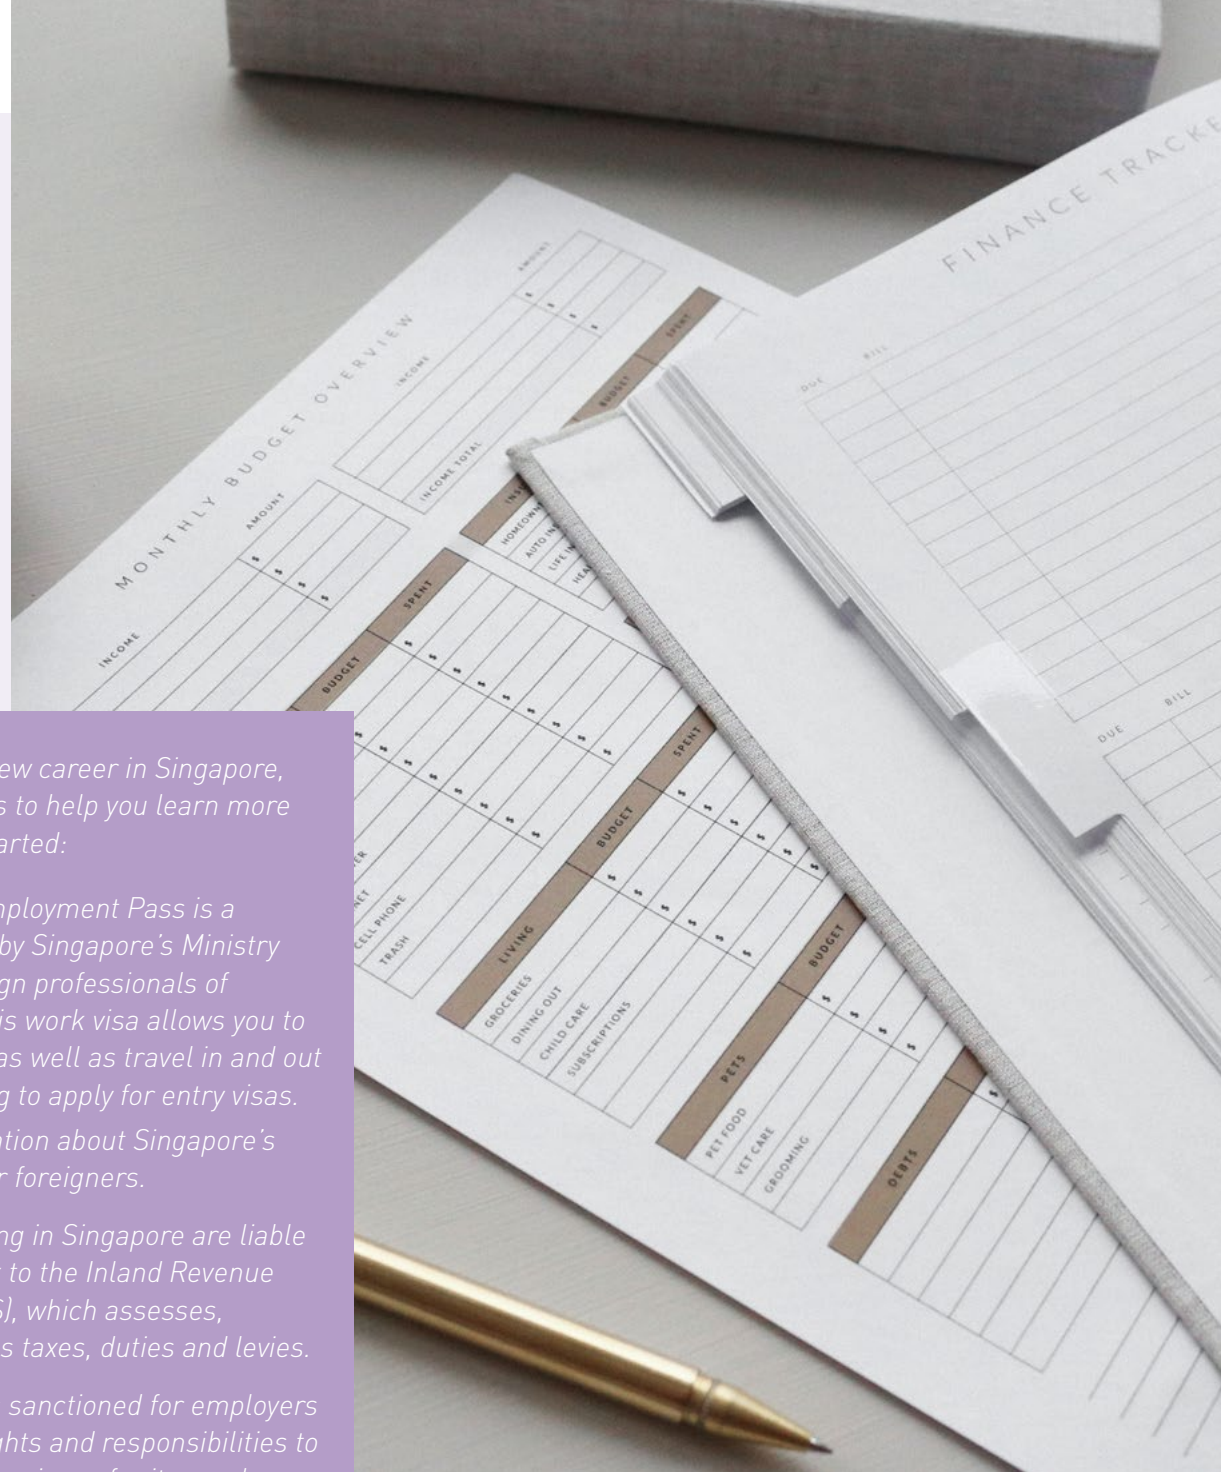 FINANCE
MONTHLY BUDGET OVERVIEW
AMOUNT
INCOME
INCOME TOTAL
AMOUNT
INCOME
SPENT
BUDGET
HOMEOWN
AUTO IN
LIFE IN
HEA
DUE
BILL
DUE
BILL
SPENT
BUDGET
CELL PHONE
TRASH
SPENT
BUDGET
LIVING
GROCERIES
DINING OUT
CHILD CARE
SUBSCRIPTIONS
BUDGET
PETS
PET FOOD
VET CARE
GROOMING
DEBTS
ew career in Singapore,
s to help you learn more
arted:
mployment Pass is a
by Singapore's Ministry
ign professionals of
is work visa allows you to
as well as travel in and out
g to apply for entry visas.
ation about Singapore's
r foreigners.
ng in Singapore are liable
to the Inland Revenue
S), which assesses,
s taxes, duties and levies.
sanctioned for employers
ghts and responsibilities to